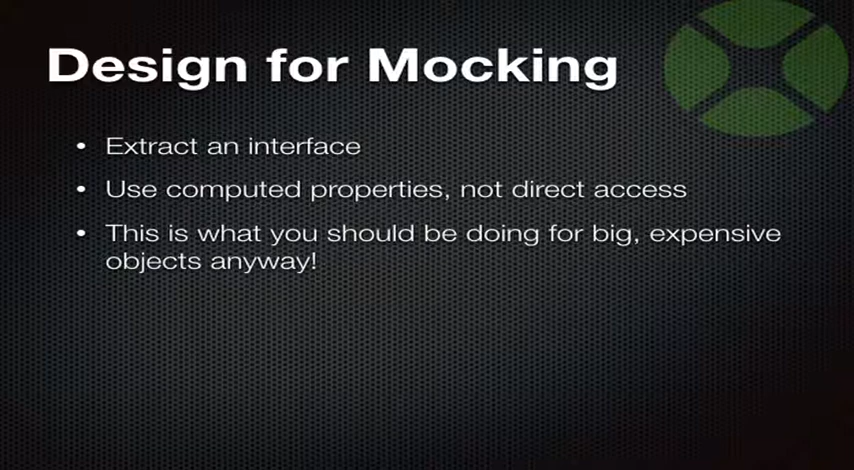 Design for Mocking
• Extract an interface
• Use computed properties, not direct access
• This is what you should be doing for big, expensive
objects anyway!